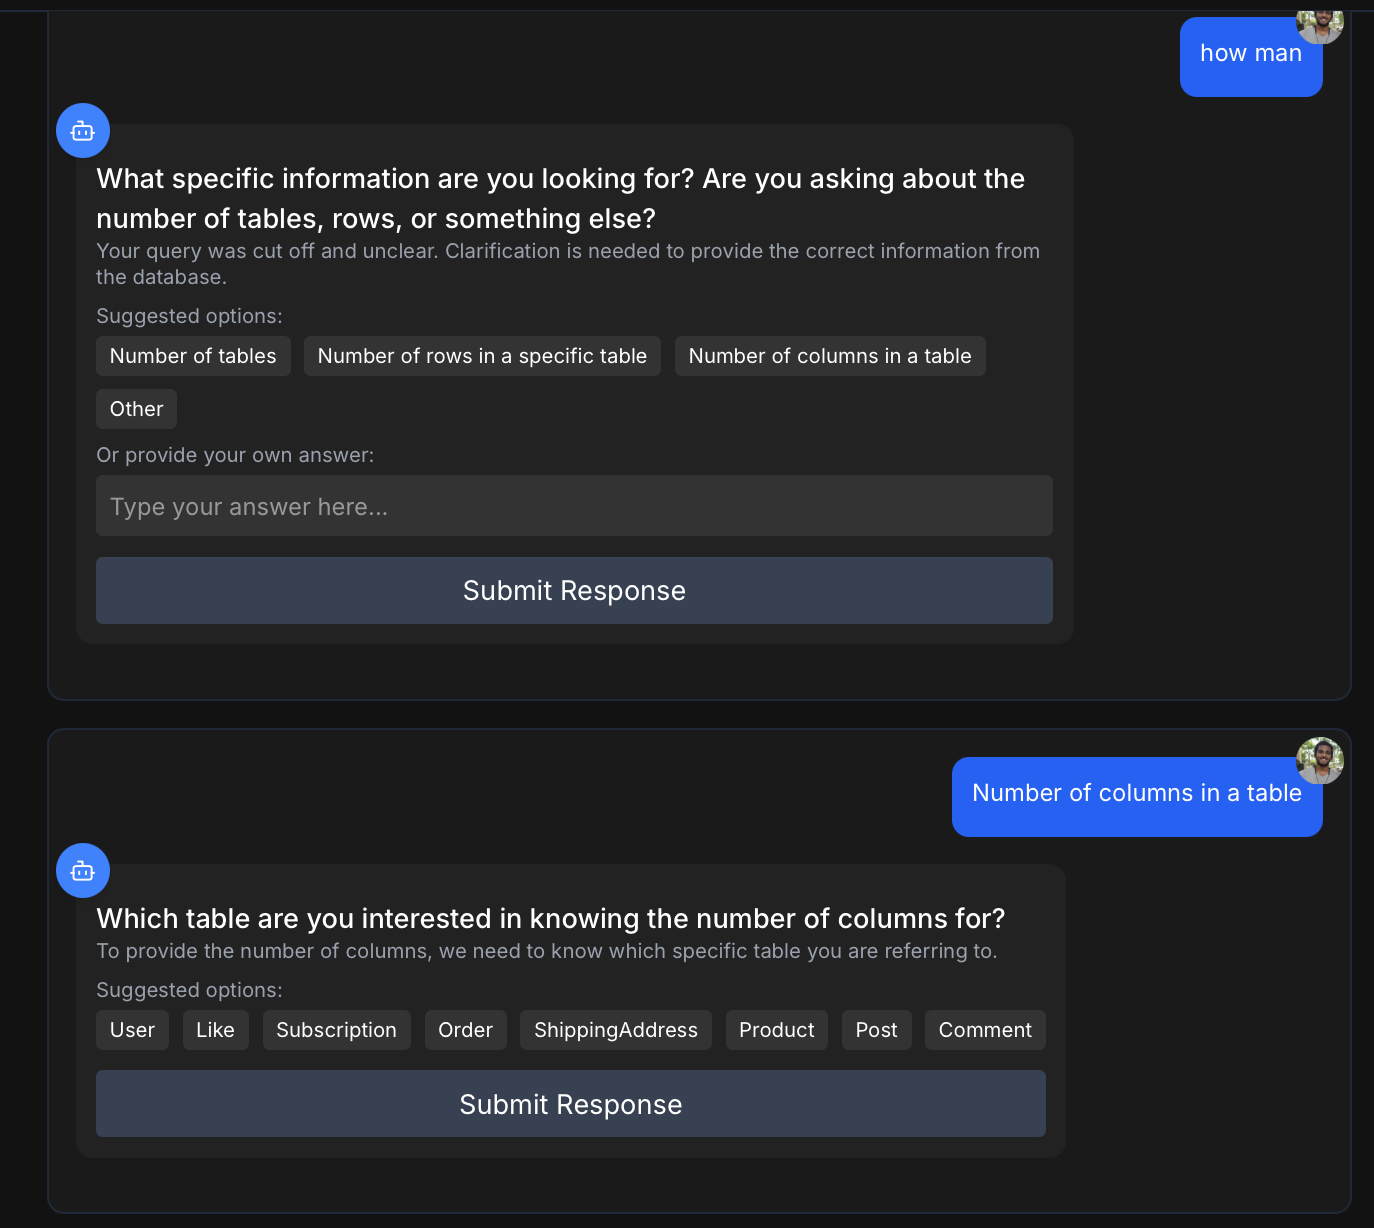 how man
What specific information are you looking for? Are you asking about the
number of tables, rows, or something else?
Your query was cut off and unclear. Clarification is needed to provide the correct information from
the database.
Suggested options:
Number of tables
Number of rows in a specific table
Number of columns in a table
Other
Or provide your own answer:
Type your answer here...
Submit Response
Number of columns in a table
Which table are you interested in knowing the number of columns for?
To provide the number of columns, we need to know which specific table you are referring to.
Suggested options:
User
Like
Subscription
Order
ShippingAddress
Product
Post
Comment
Submit Response